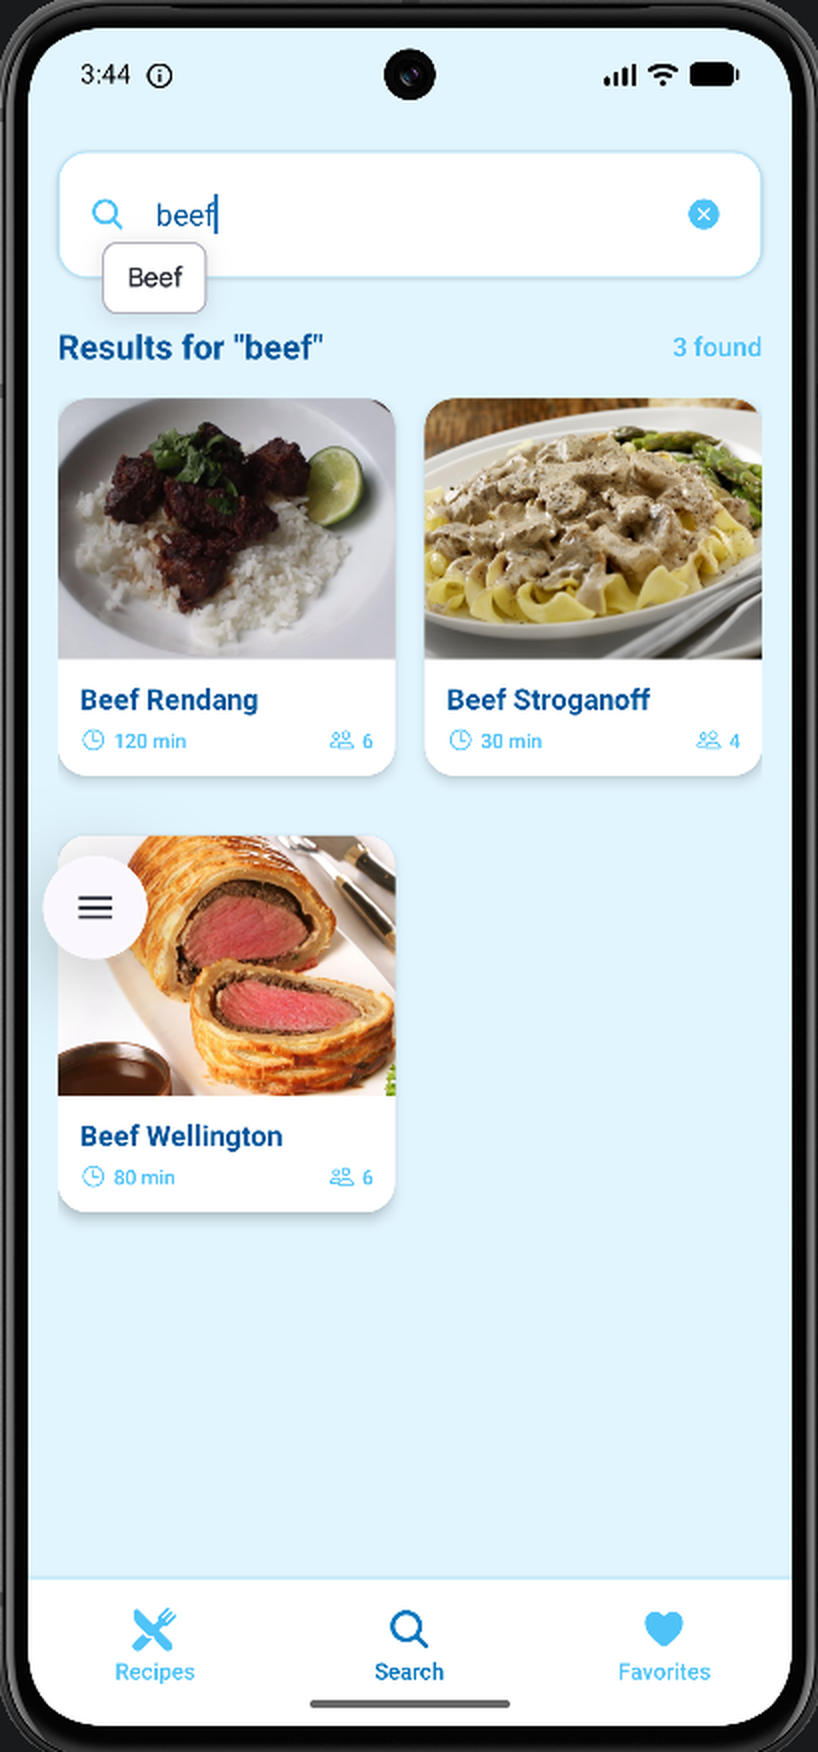 3:44
beef
Beef
Results for "beef"
3 found
Beef Rendang
120 min
6
Beef Stroganoff
30 min
4
Beef Wellington
80 min
6
Recipes
Search
Favorites